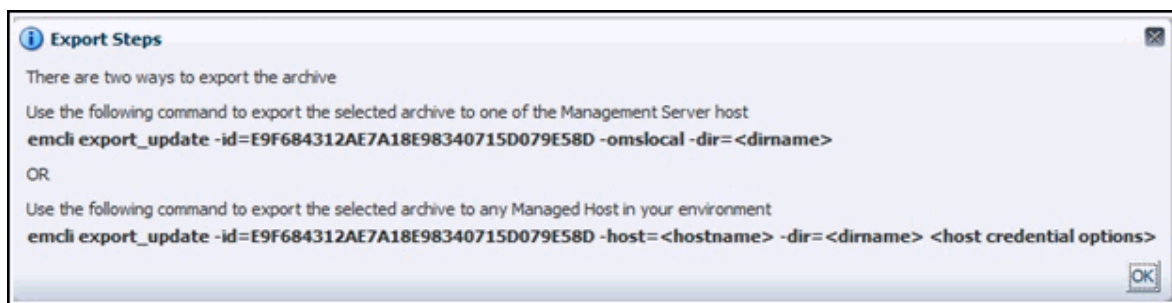 Export Steps
There are two ways to export the archive
Use the following command to export the selected archive to one of the Management Server host
emcli export_update -id=E9F684312AE7A18E98340715D079E58D -omslocal -dir=<dirname>
OR
Use the following command to export the selected archive to any Managed Host in your environment
emcli export_update -id=E9F684312AE7A18E98340715D079E58D -host=<hostname> -dir=<dirname> <host credential options>
OK